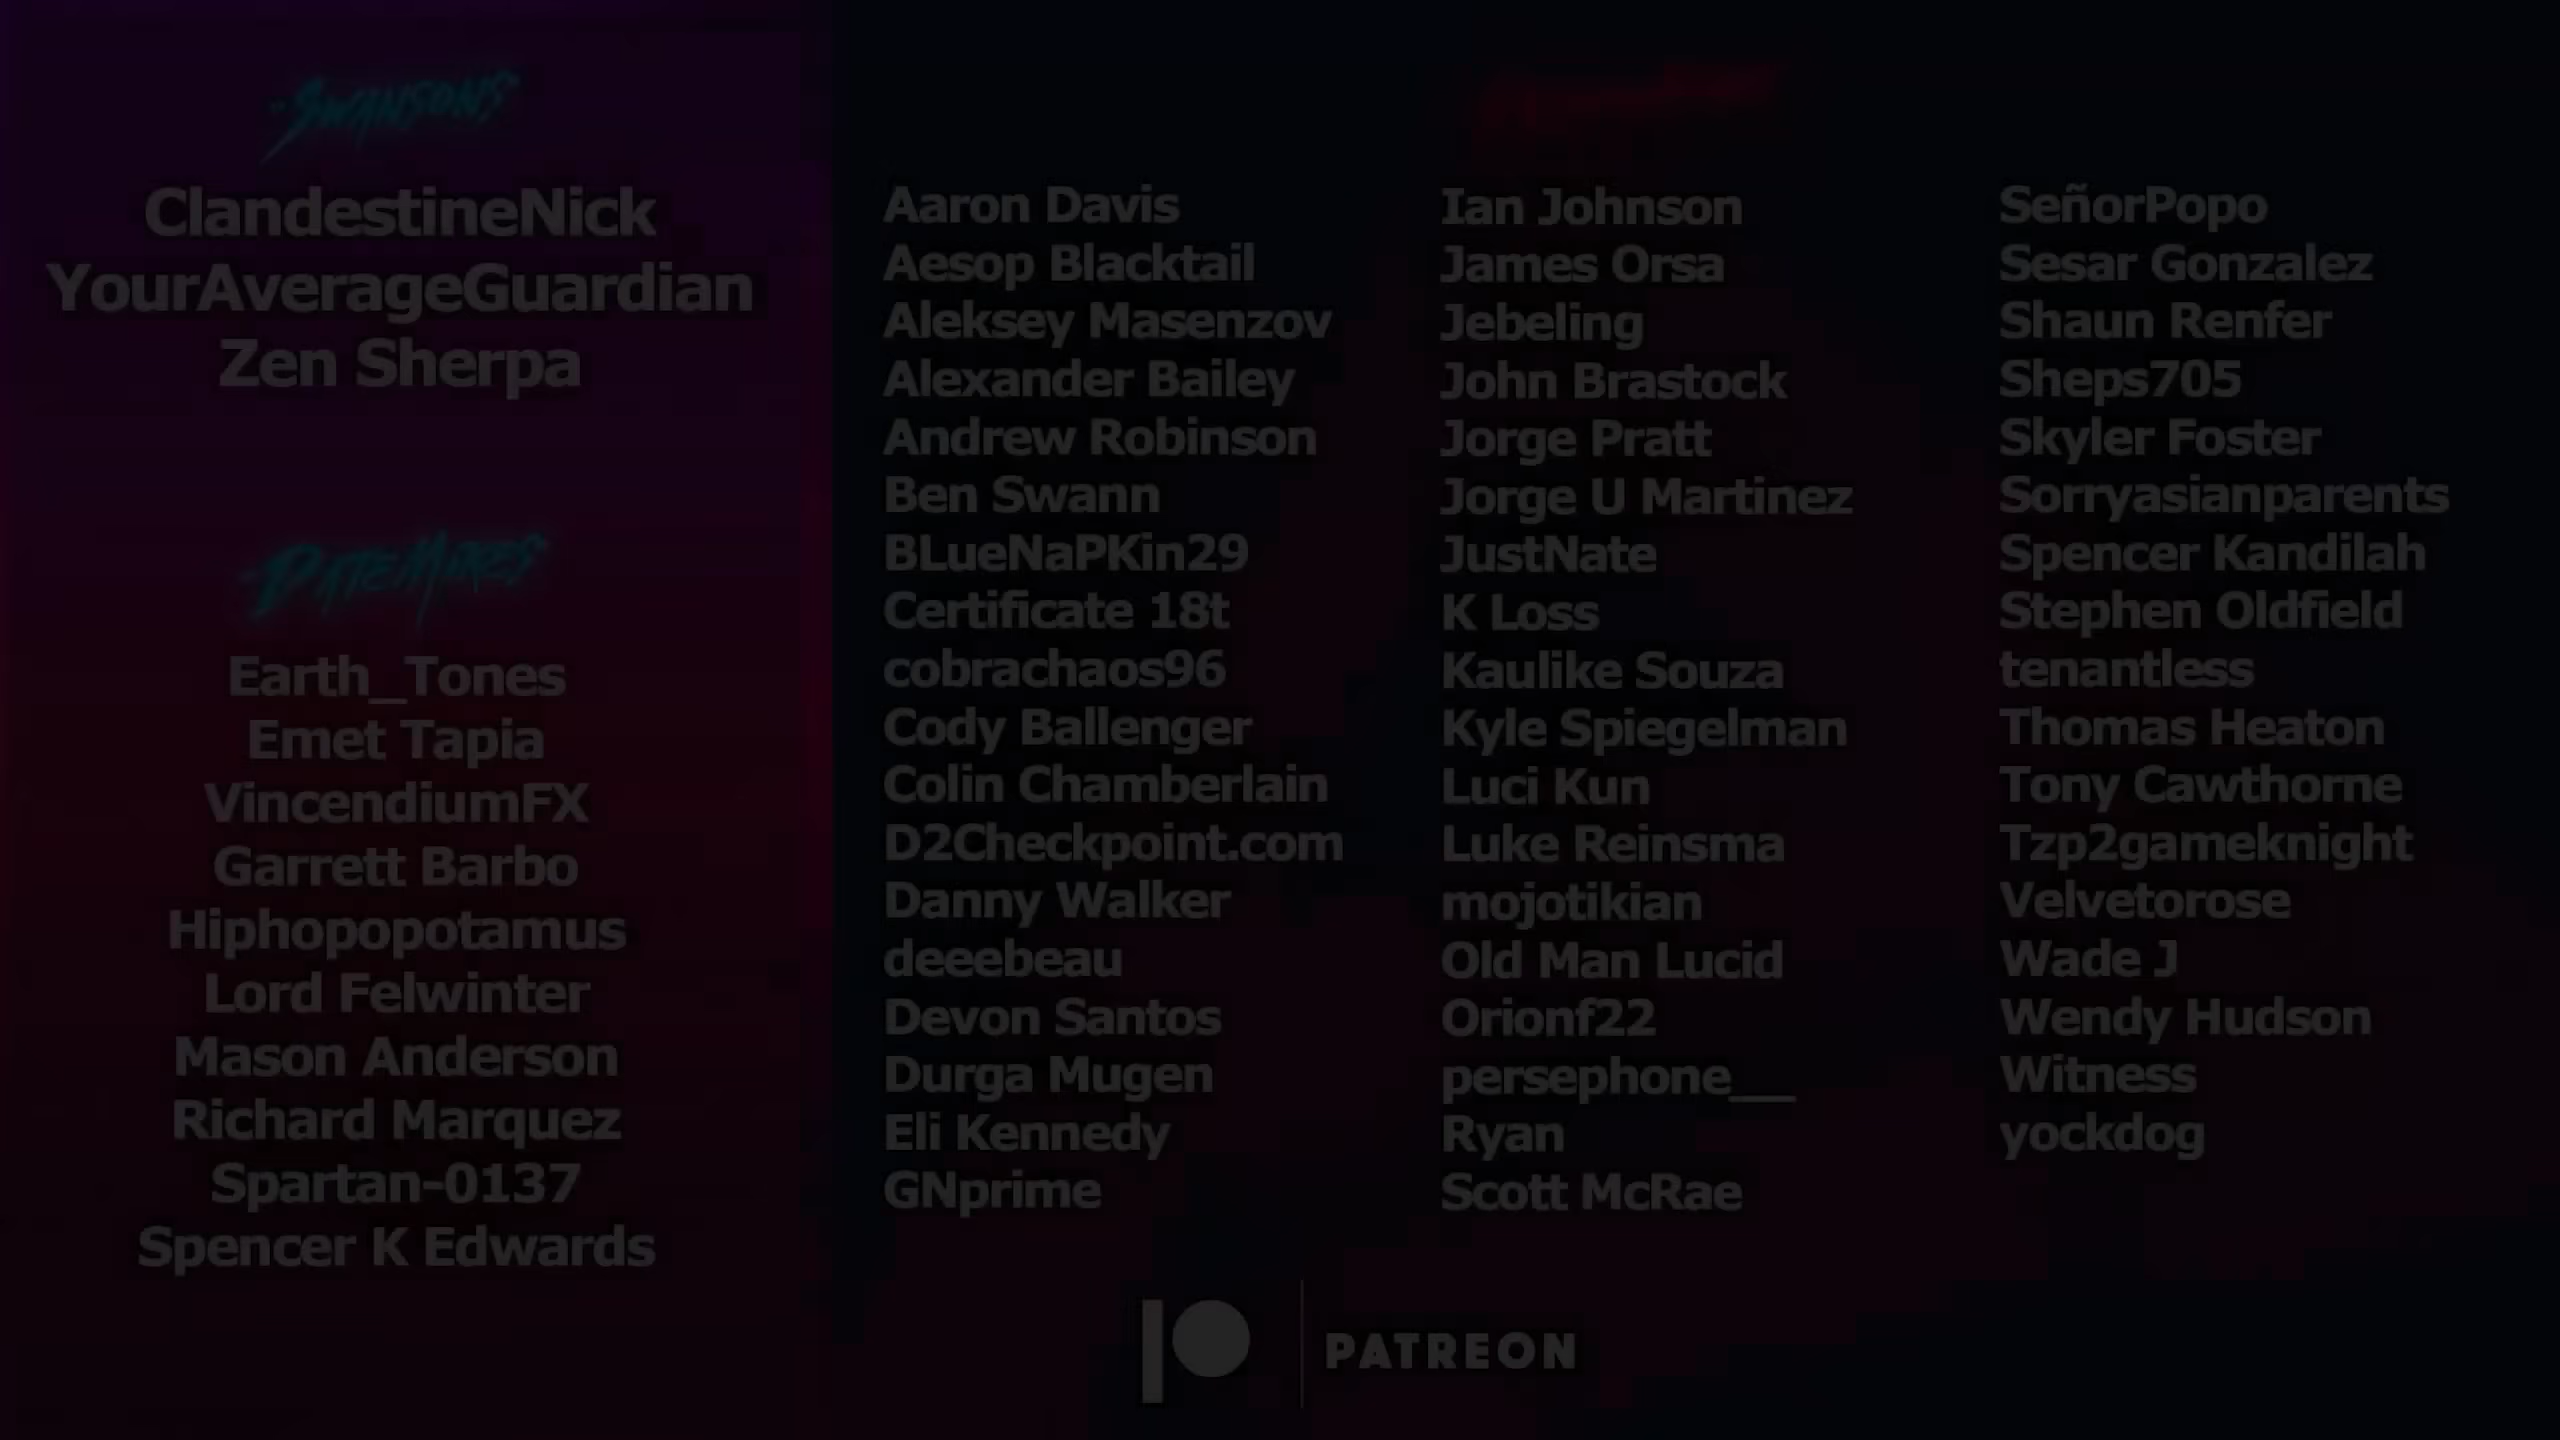 SWANSONS
ClandestineNick
YourAverageGuardian
Zen Sherpa
PATEMORES
Earth_Tones
Emet Tapia
VincendiumFX
Garrett Barbo
Hiphopopotamus
Lord Felwinter
Mason Anderson
Richard Marquez
Spartan-0137
Spencer K Edwards
Aaron Davis
Aesop Blacktail
Aleksey Masenzov
Alexander Bailey
Andrew Robinson
Ben Swann
BLueNaPKin29
Certificate 18t
cobrachaos96
Cody Ballenger
Colin Chamberlain
D2Checkpoint.com
Danny Walker
deeebeau
Devon Santos
Durga Mugen
Eli Kennedy
GNprime
Ian Johnson
James Orsa
Jebeling
John Brastock
Jorge Pratt
Jorge U Martinez
JustNate
K Loss
Kaulike Souza
Kyle Spiegelman
Luci Kun
Luke Reinsma
mojotikian
Old Man Lucid
Orionf22
persephone__
Ryan
Scott McRae
SeñorPopo
Sesar Gonzalez
Shaun Renfer
Sheps705
Skyler Foster
Sorryasianparents
Spencer Kandilah
Stephen Oldfield
tenantless
Thomas Heaton
Tony Cawthorne
Tzp2gameknight
Velvetorose
Wade J
Wendy Hudson
Witness
yockdog
PATREON